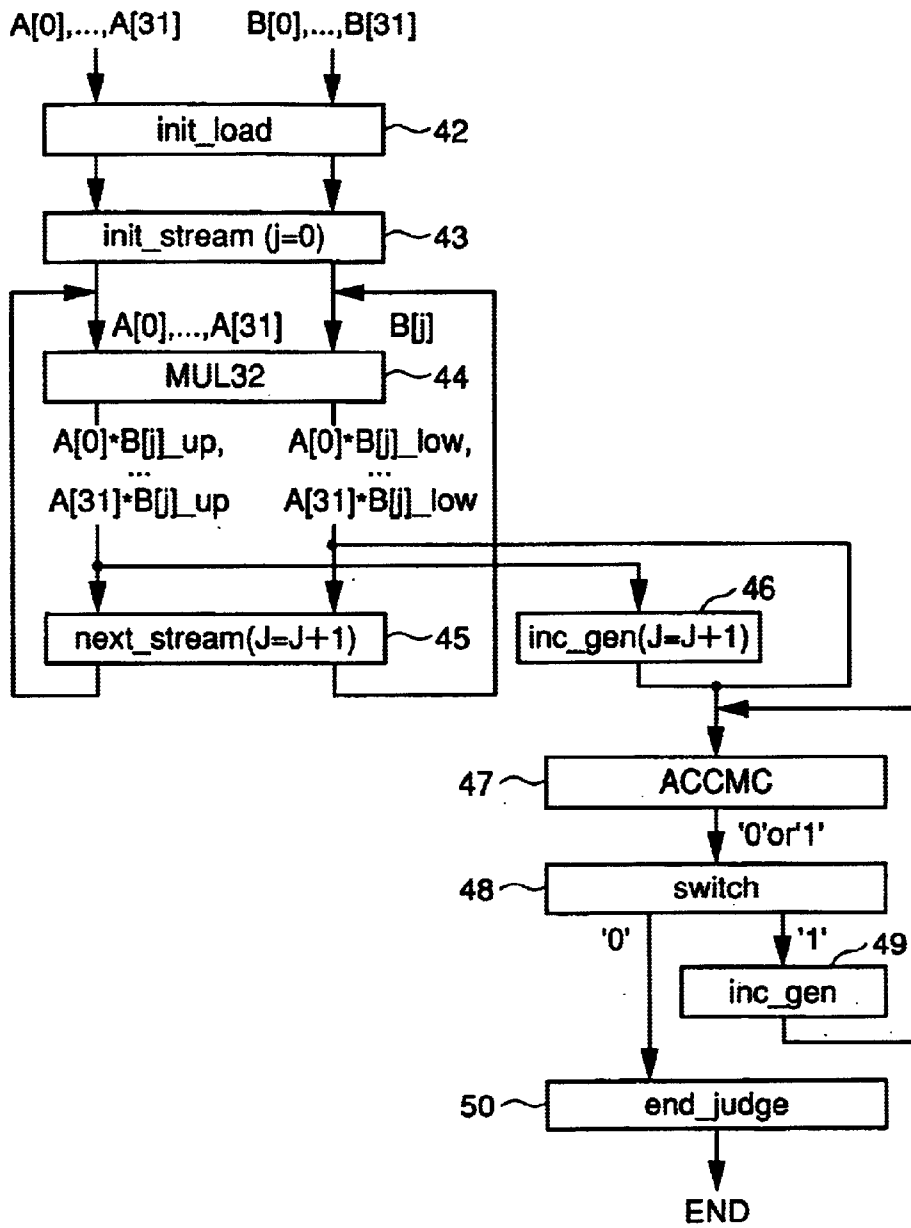 A[0],...,A[31] B[0],...,B[31]
init_load 42
init_stream (j=0) 43
A[0],...,A[31] B[j]
MUL32 44
A[0]*B[j]_up, A[0]*B[j]_low,
... ...
A[31]*B[j]_up A[31]*B[j]_low
46
next_stream(J=J+1) 45 inc_gen(J=J+1)
47 ACCMC
'0'or'1'
48 switch
'0' '1' 49
inc_gen
50 end_judge
END